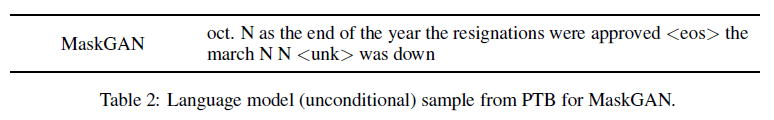 MaskGAN oct. N as the end of the year the resignations were approved <eos> the
march N N <unk> was down
Table 2: Language model (unconditional) sample from PTB for MaskGAN.